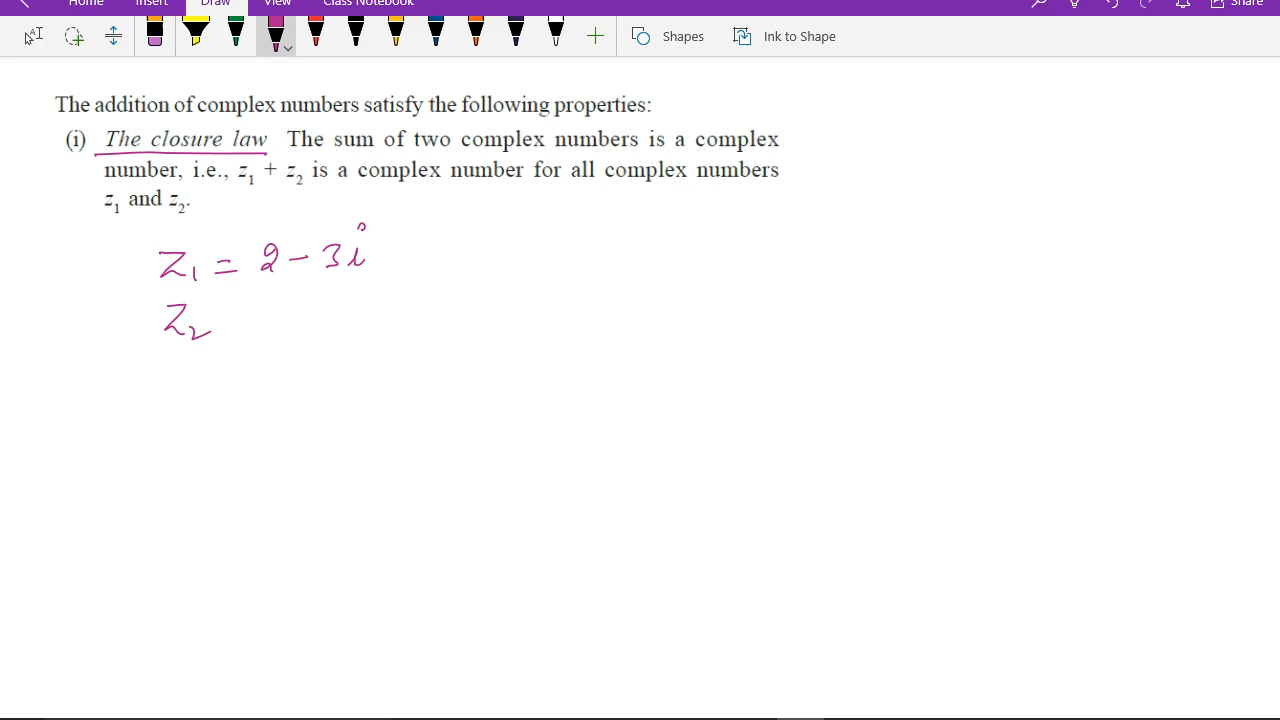 Home Insert Draw View Class Notebook Share
Shapes Ink to Shape
The addition of complex numbers satisfy the following properties:
(i) The closure law The sum of two complex numbers is a complex
number, i.e., z₁ + z₂ is a complex number for all complex numbers
z₁ and z₂.
Z₁ = 2 - 3i
Z₂